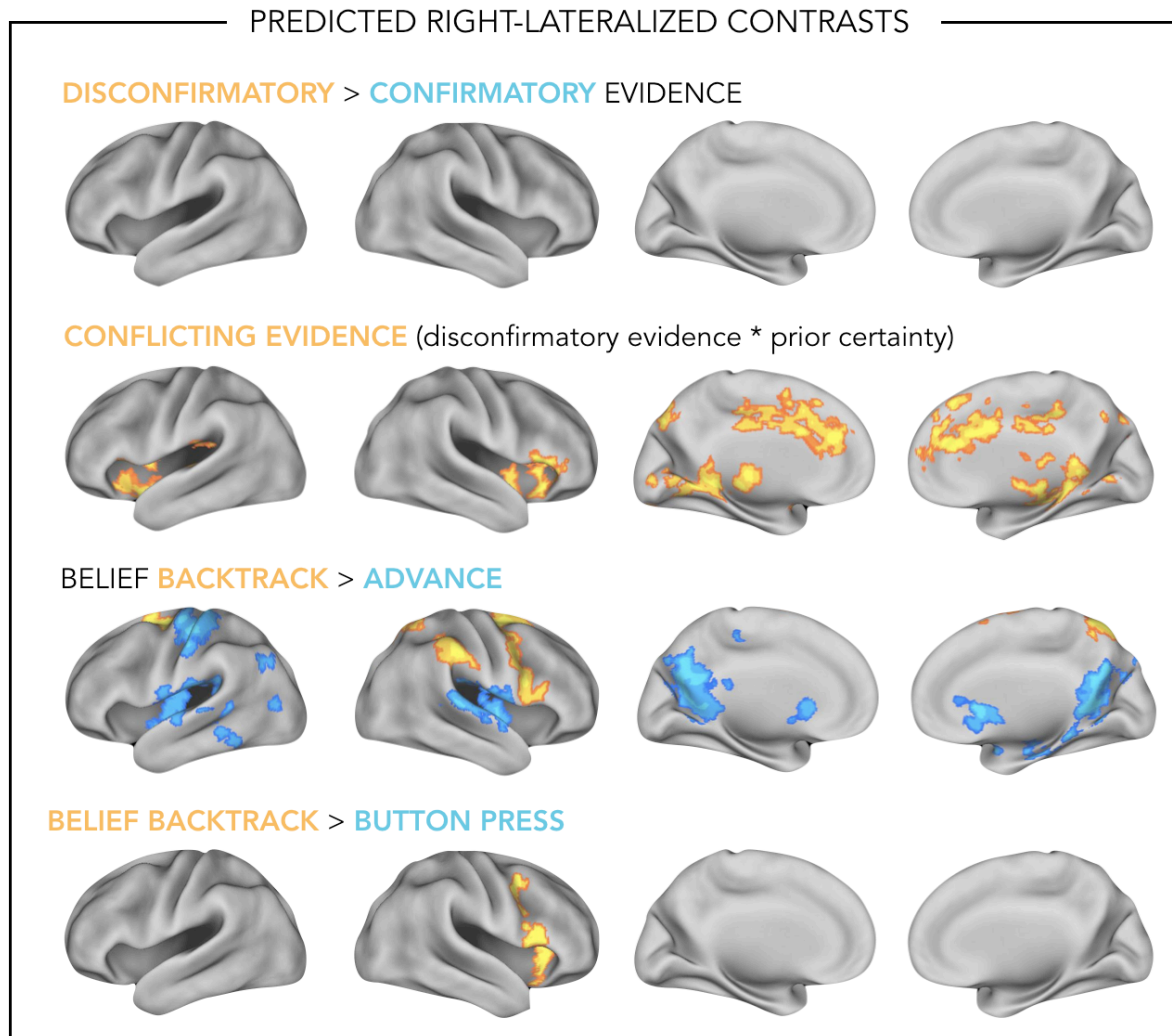 PREDICTED RIGHT-LATERALIZED CONTRASTS
DISCONFIRMATORY > CONFIRMATORY EVIDENCE
CONFLICTING EVIDENCE (disconfirmatory evidence * prior certainty)
BELIEF BACKTRACK > ADVANCE
BELIEF BACKTRACK > BUTTON PRESS